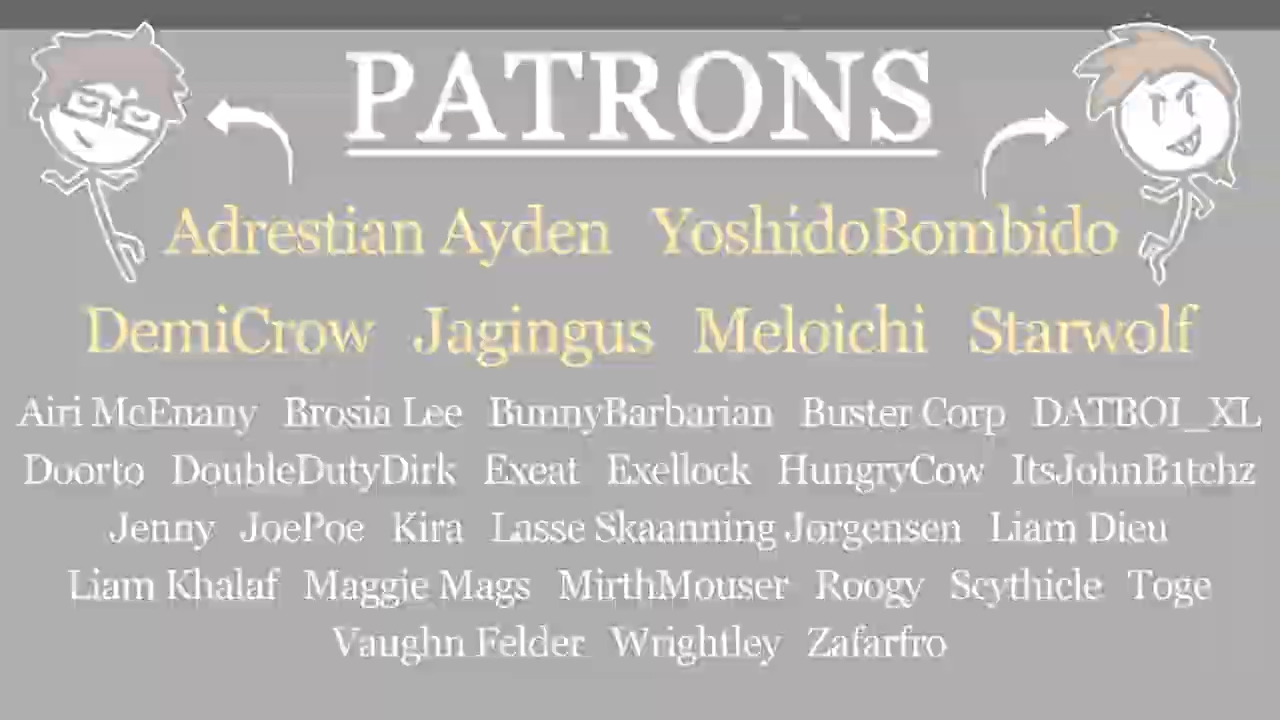 PATRONS
Adrestian Ayden YoshidoBombido
DemiCrow Jagingus Meloichi Starwolf
Airi McEnany Brosia Lee BunnyBarbarian Buster Corp DATBOI_XL
Doorto DoubleDutyDirk Exeat Exellock HungryCow ItsJohnB1tchz
Jenny JoePoe Kira Lasse Skaanning Jørgensen Liam Dieu
Liam Khalaf Maggie Mags MirthMouser Roogy Scythicle Toge
Vaughn Felder Wrightley Zafarfro